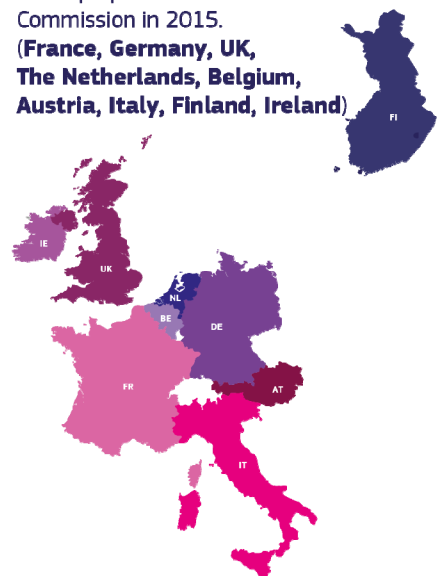 Commission in 2015.
(France, Germany, UK,
The Netherlands, Belgium,
Austria, Italy, Finland, Ireland)
FI
IE
UK
NL
BE
DE
FR
AT
IT